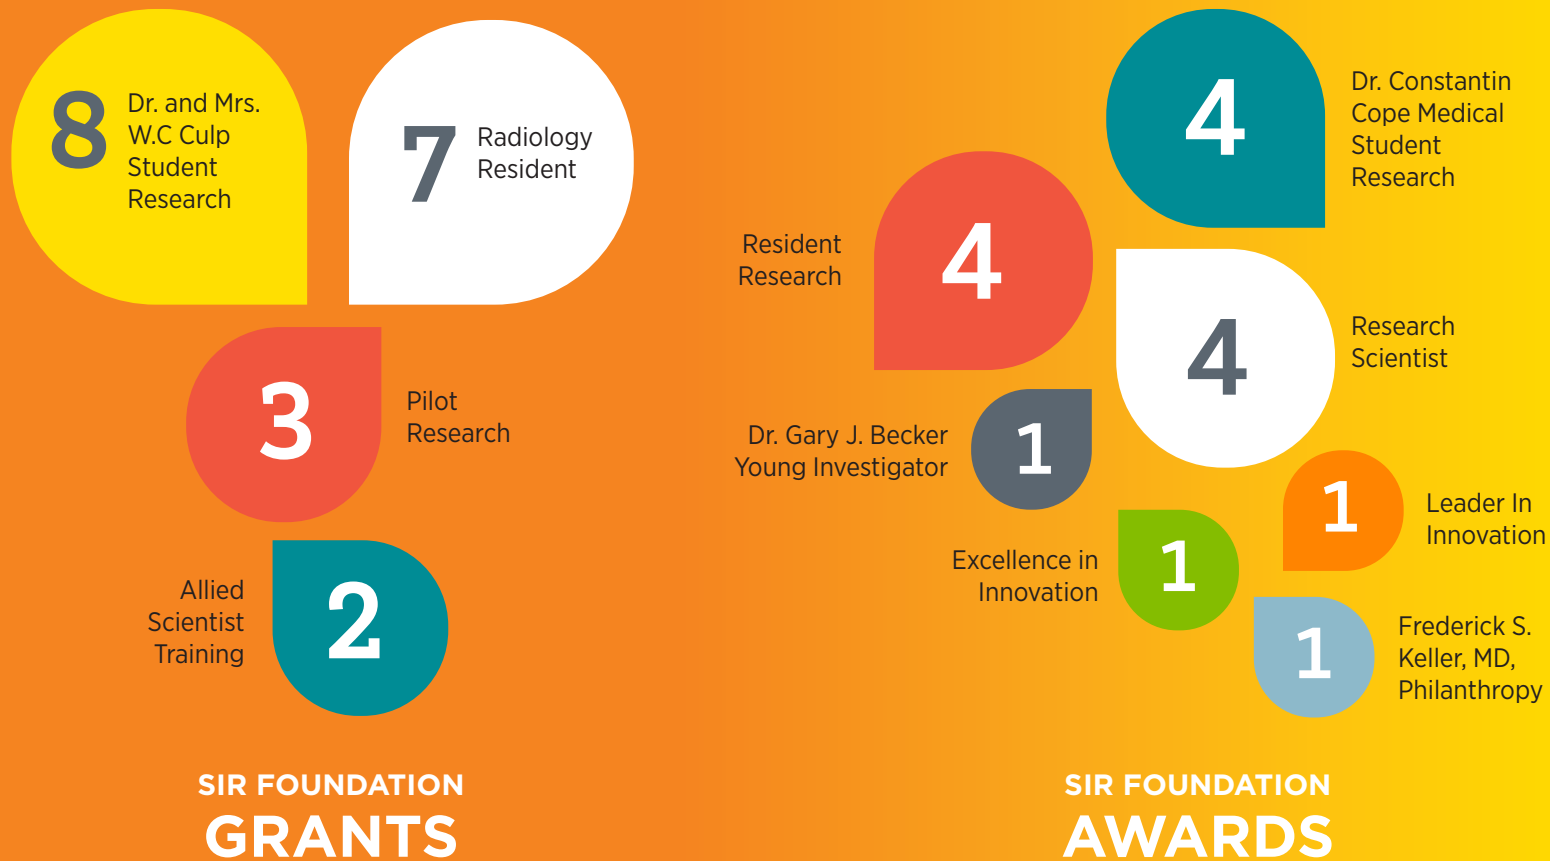 8
Dr. and Mrs.
W.C Culp
Student
Research
7
Radiology
Resident
3
Pilot
Research
Allied
Scientist
Training
2
SIR FOUNDATION
GRANTS
4
Dr. Constantin
Cope Medical
Student
Research
Resident
Research
4
4
Research
Scientist
Dr. Gary J. Becker
Young Investigator
1
1
Leader In
Innovation
Excellence in
Innovation
1
1
Frederick S.
Keller, MD,
Philanthropy
SIR FOUNDATION
AWARDS